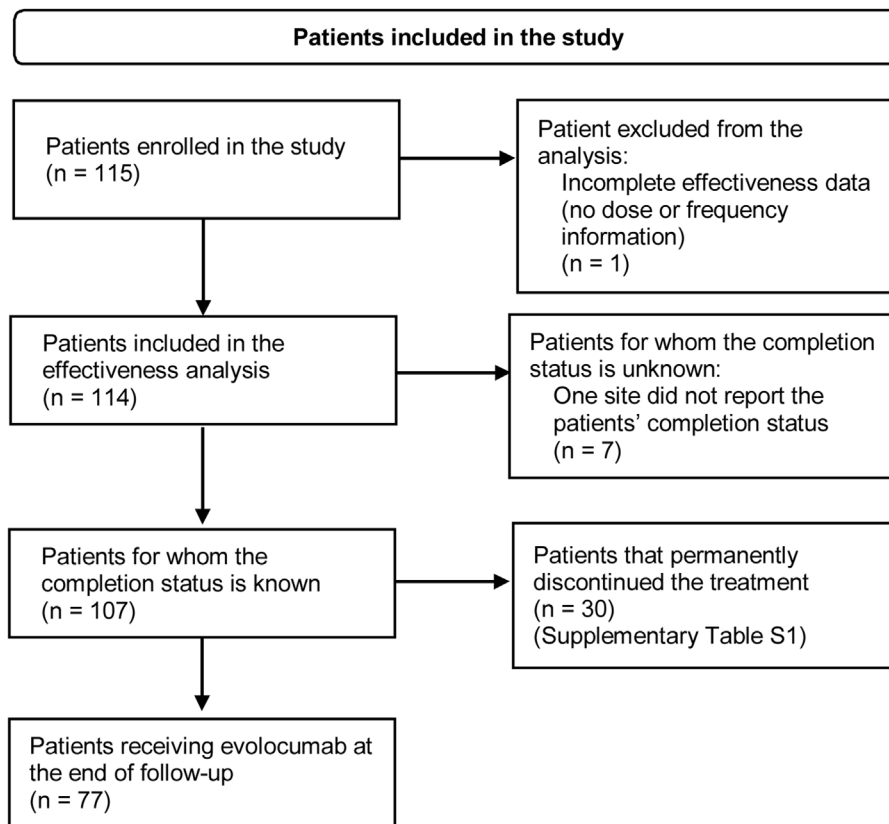 Patients included in the study
Patients enrolled in the study
(n = 115)
Patient excluded from the
analysis:
Incomplete effectiveness data
(no dose or frequency
information)
(n = 1)
Patients included in the
effectiveness analysis
(n = 114)
Patients for whom the completion
status is unknown:
One site did not report the
patients’ completion status
(n = 7)
Patients for whom the
completion status is known
(n = 107)
Patients that permanently
discontinued the treatment
(n = 30)
(Supplementary Table S1)
Patients receiving evolocumab at
the end of follow-up
(n = 77)